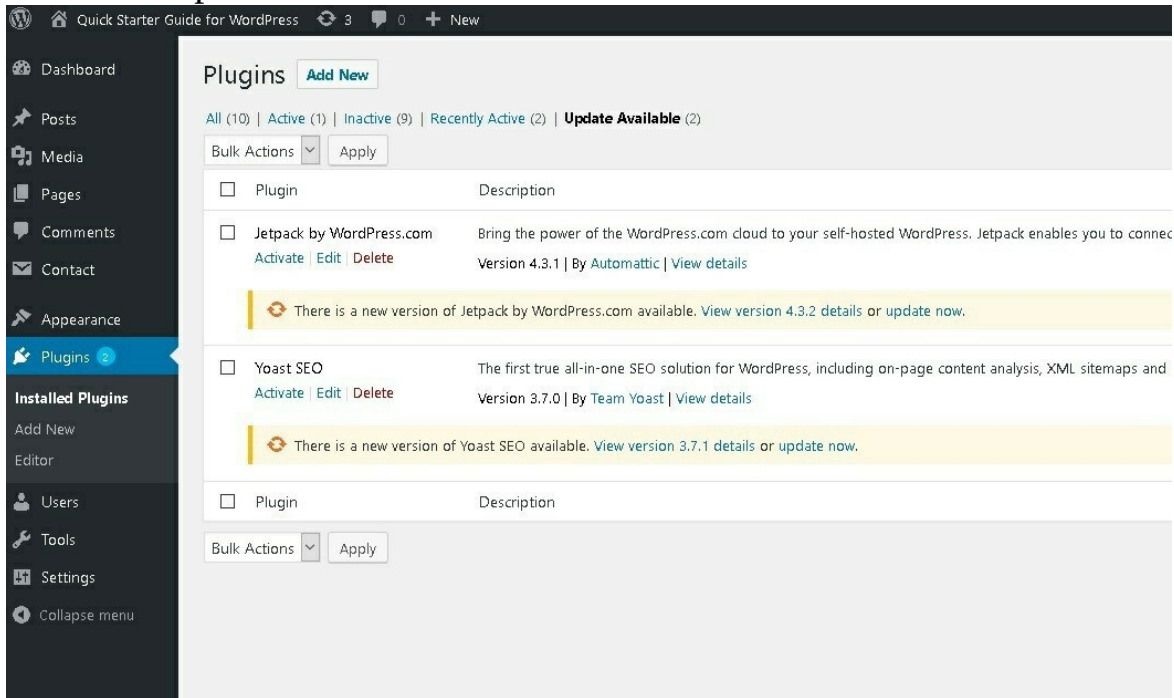 Quick Starter Guide for WordPress 3 0 + New
Dashboard
Posts
Media
Pages
Comments
Contact
Appearance
Plugins 2
Installed Plugins
Add New
Editor
Users
Tools
Settings
Collapse menu
Plugins Add New
All (10) | Active (1) | Inactive (9) | Recently Active (2) | Update Available (2)
Bulk Actions Apply
Plugin Description
Jetpack by WordPress.com Bring the power of the WordPress.com cloud to your self-hosted WordPress. Jetpack enables you to connec
Activate | Edit | Delete Version 4.3.1 | By Automattic | View details
There is a new version of Jetpack by WordPress.com available. View version 4.3.2 details or update now.
Yoast SEO The first true all-in-one SEO solution for WordPress, including on-page content analysis, XML sitemaps and
Activate | Edit | Delete Version 3.7.0 | By Team Yoast | View details
There is a new version of Yoast SEO available. View version 3.7.1 details or update now.
Plugin Description
Bulk Actions Apply